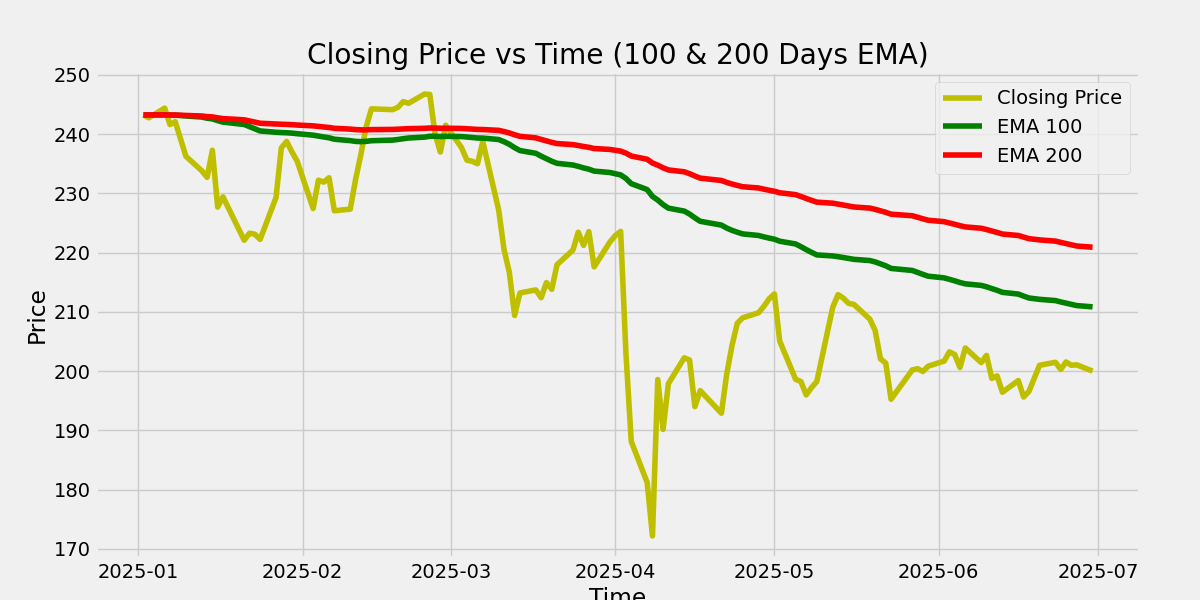 Closing Price vs Time (100 & 200 Days EMA)
Closing Price
EMA 100
EMA 200
Price
250
240
230
220
210
200
190
180
170
2025-01 2025-02 2025-03 2025-04 2025-05 2025-06 2025-07
Time